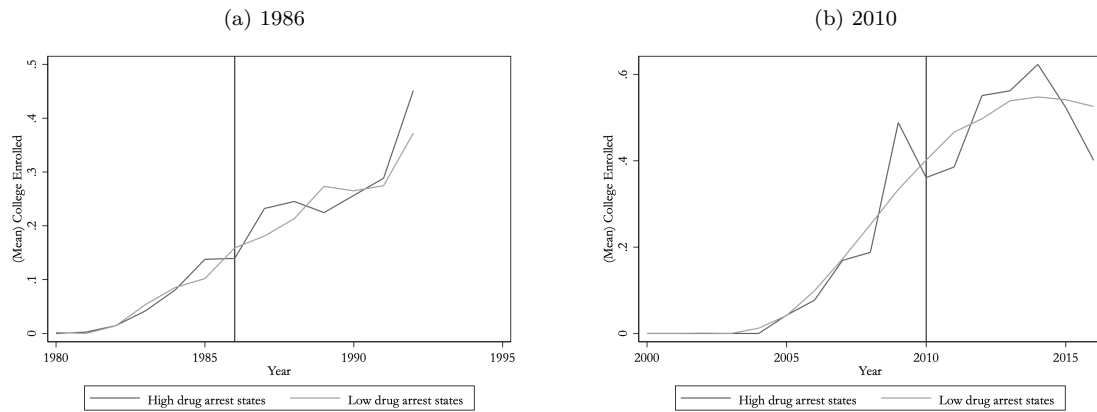 (a) 1986
(Mean) College Enrolled
.5
.4
.3
.2
.1
0
1980 1985 1990 1995
Year
High drug arrest states Low drug arrest states
(b) 2010
(Mean) College Enrolled
.6
.4
.2
0
2000 2005 2010 2015
Year
High drug arrest states Low drug arrest states